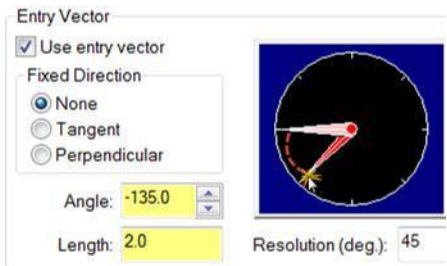 Entry Vector
Use entry vector
Fixed Direction
None
Tangent
Perpendicular
Angle: -135.0
Length: 2.0
Resolution (deg.): 45